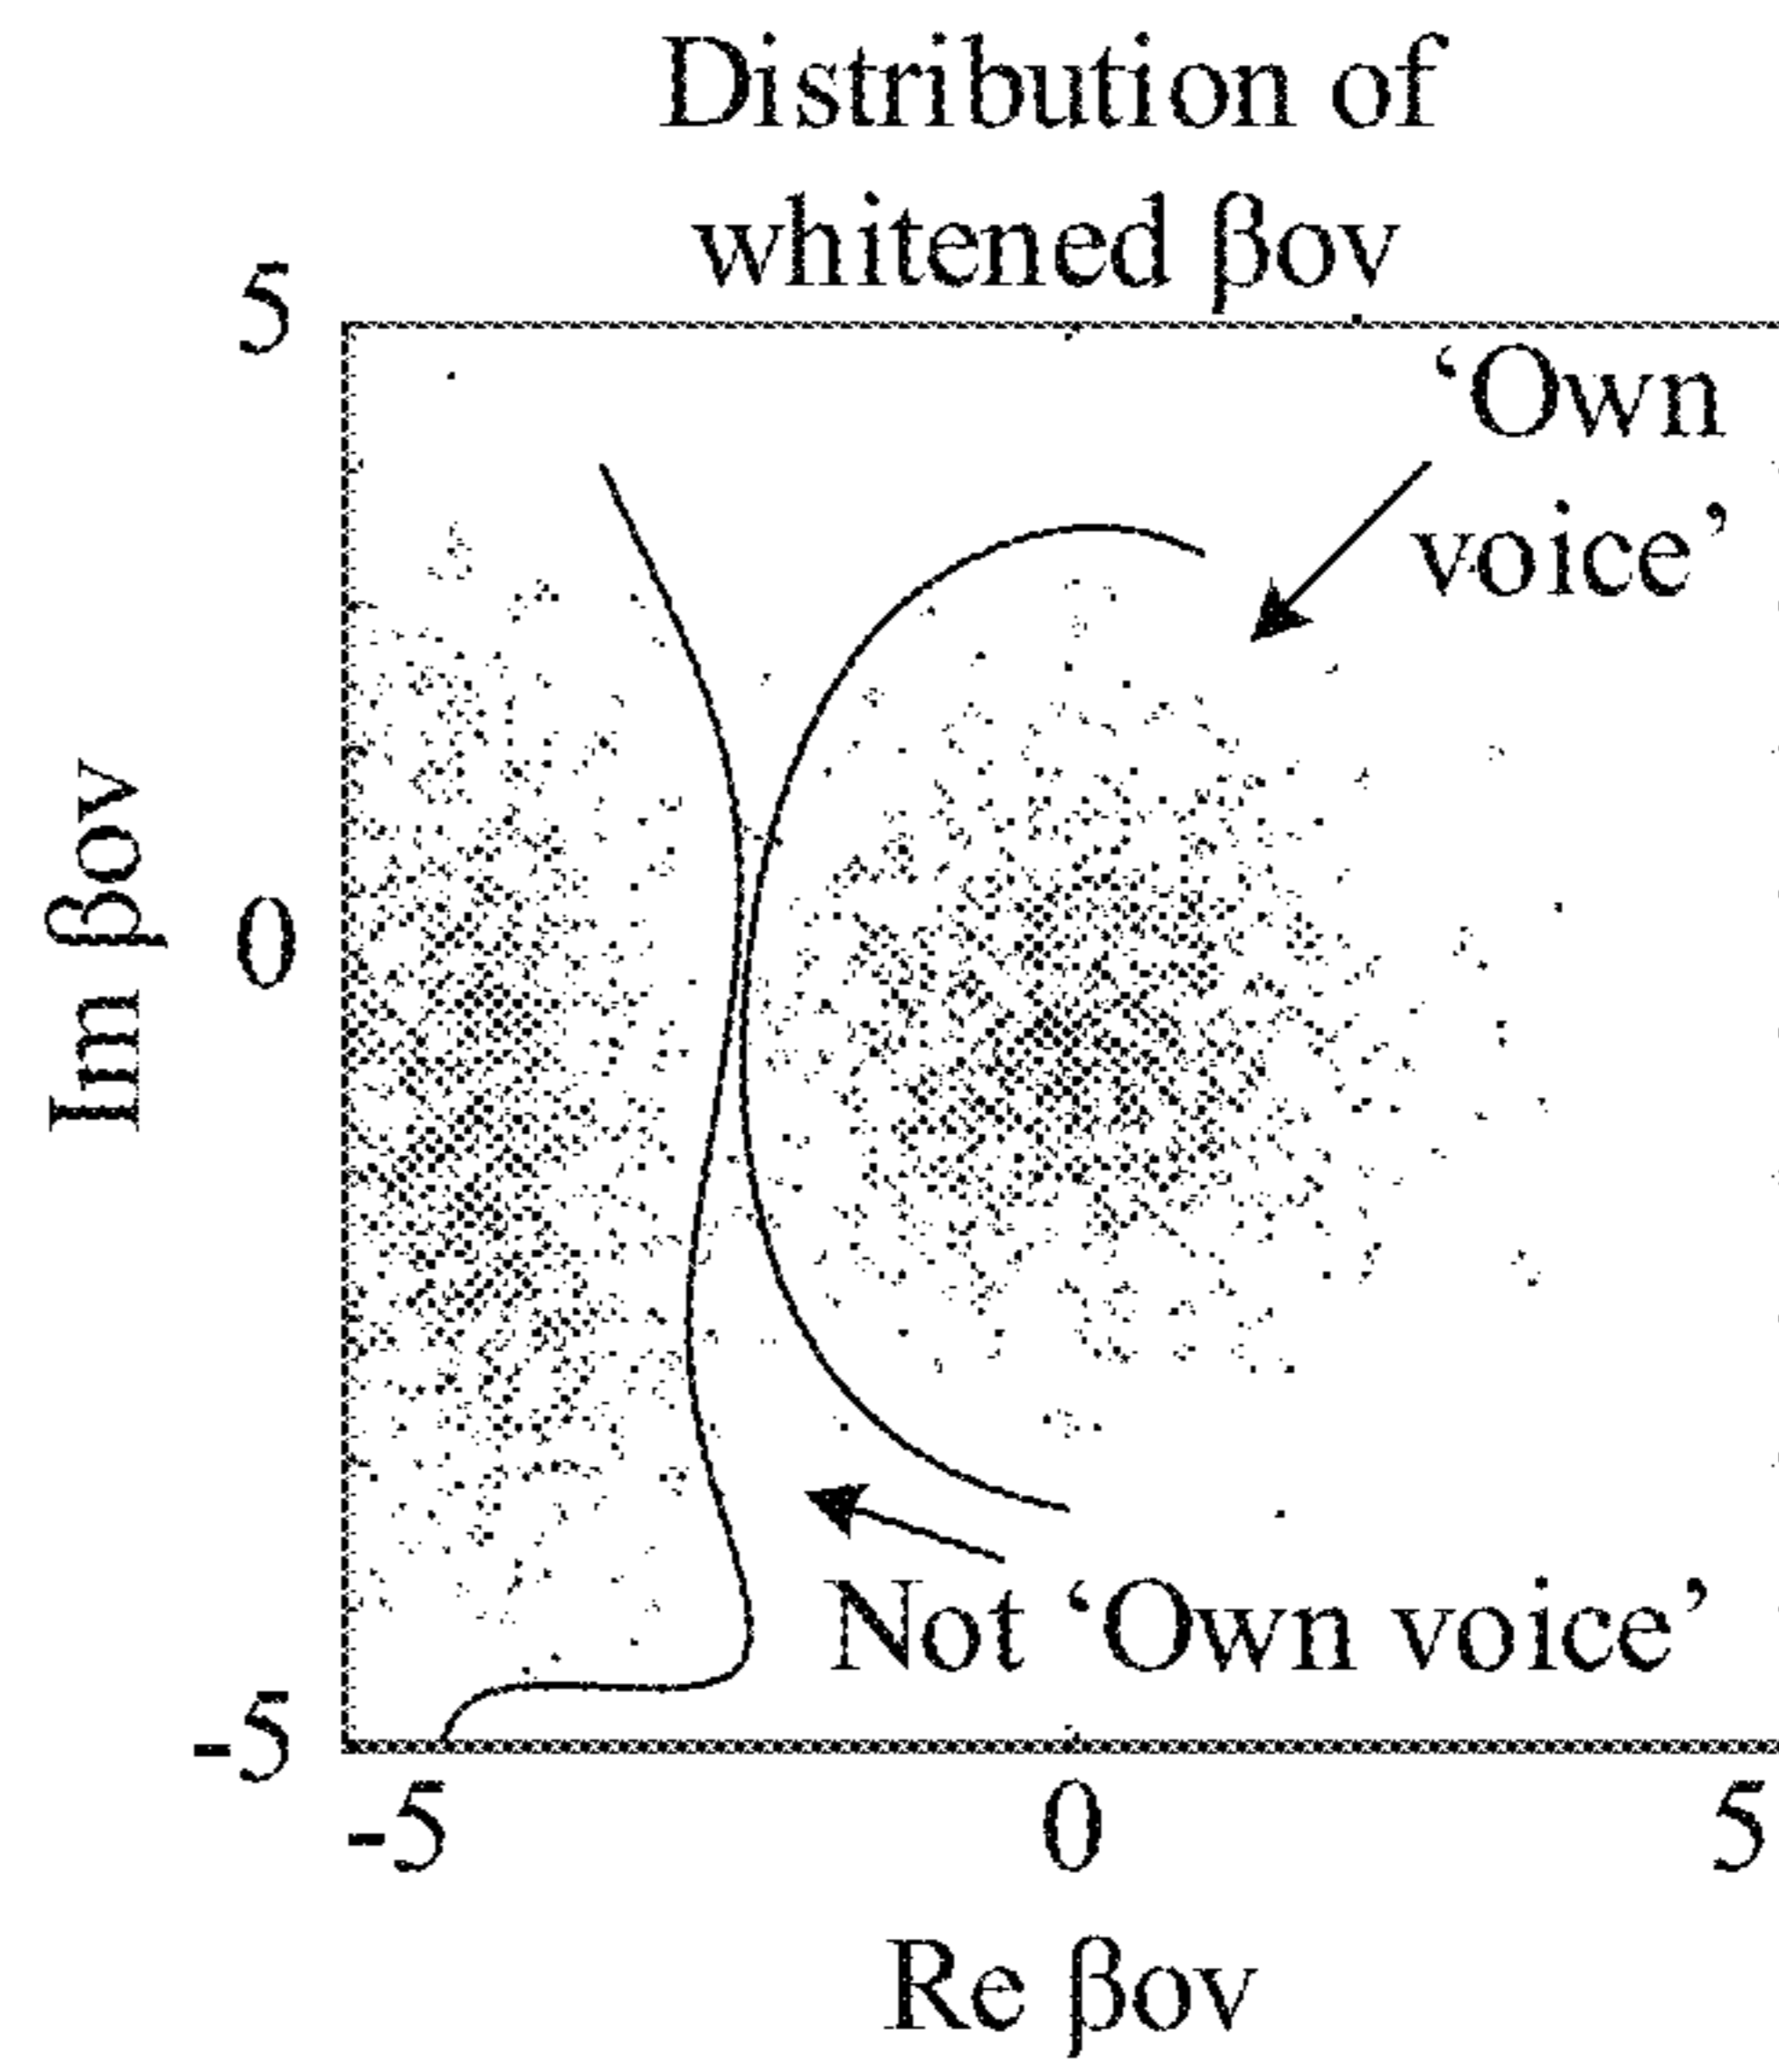 Distribution of
whitened βov
5
‘Own
voice’
Im βov
0
Not ‘Own voice’
-5
-5
0
5
Re βov